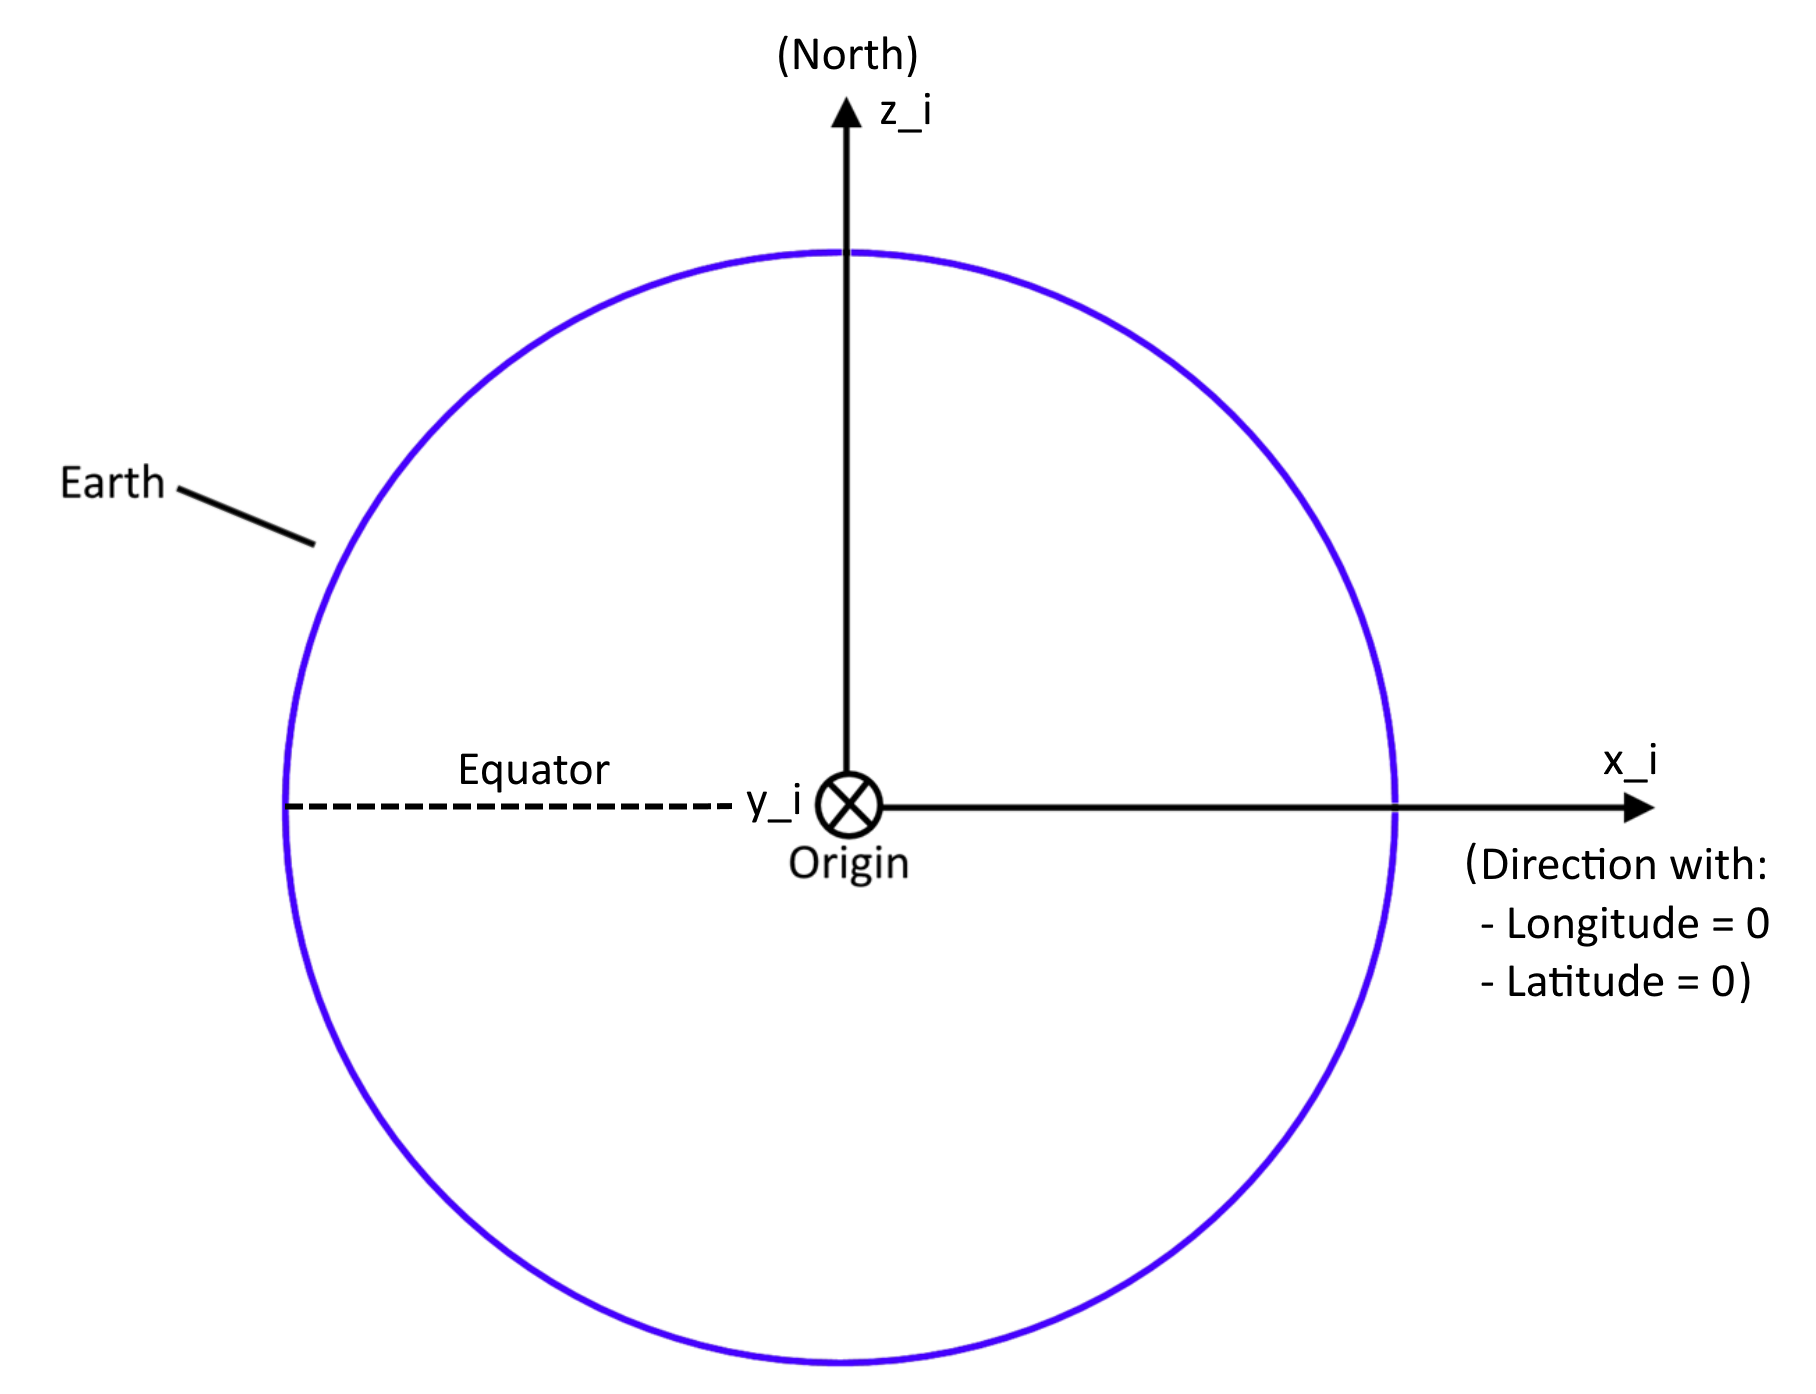 (North)
z_i
Earth
Equator
y_i
x_i
Origin
(Direction with:
- Longitude = 0
- Latitude = 0)